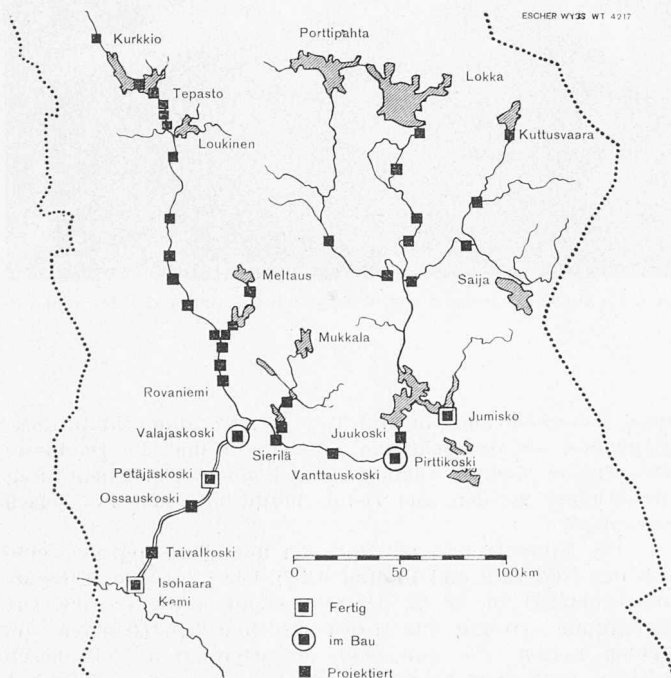 ESCHER WYSS WT 4217
Kurkkio
Porttipahta
Tepasto
Lokka
Loukinen
Kuttusvaara
Meltaus
Saija
Mukkala
Rovaniemi
Jumisko
Valajaskoski
Juukoski
Sierilä
Pirttikoski
Petäjäskoski
Vanttauskoski
Ossauskoski
Taivalkoski
0 50 100 km
Isohaara
Kemi
Fertig
Im Bau
Projektiert